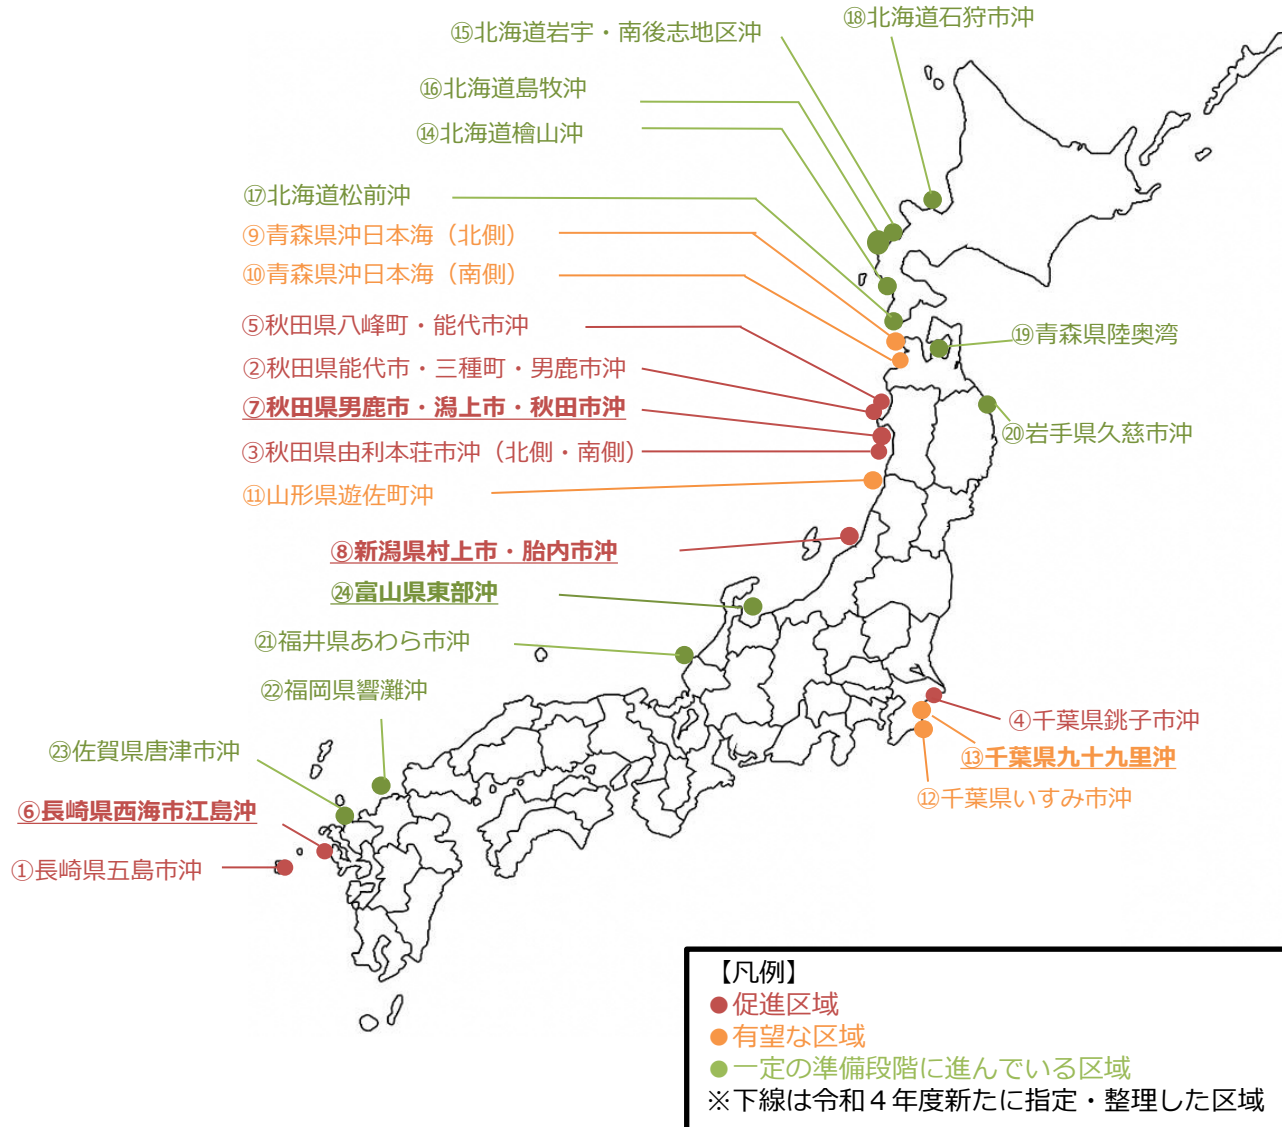 ⑱北海道石狩市沖
⑮北海道岩宇・南後志地区沖
⑯北海道島牧沖
⑭北海道檜山沖
⑰北海道松前沖
⑨青森県沖日本海（北側）
⑩青森県沖日本海（南側）
⑤秋田県八峰町・能代市沖
⑲青森県陸奥湾
②秋田県能代市・三種町・男鹿市沖
⑦秋田県男鹿市・潟上市・秋田市沖
⑳岩手県久慈市沖
③秋田県由利本荘市沖（北側・南側）
⑪山形県遊佐町沖
⑧新潟県村上市・胎内市沖
㉔富山県東部沖
㉑福井県あわら市沖
㉒福岡県響灘沖
④千葉県銚子市沖
㉓佐賀県唐津市沖
⑬千葉県九十九里沖
⑫千葉県いすみ市沖
⑥長崎県西海市江島沖
①長崎県五島市沖
【凡例】
●促進区域
●有望な区域
●一定の準備段階に進んでいる区域
※下線は令和４年度新たに指定・整理した区域